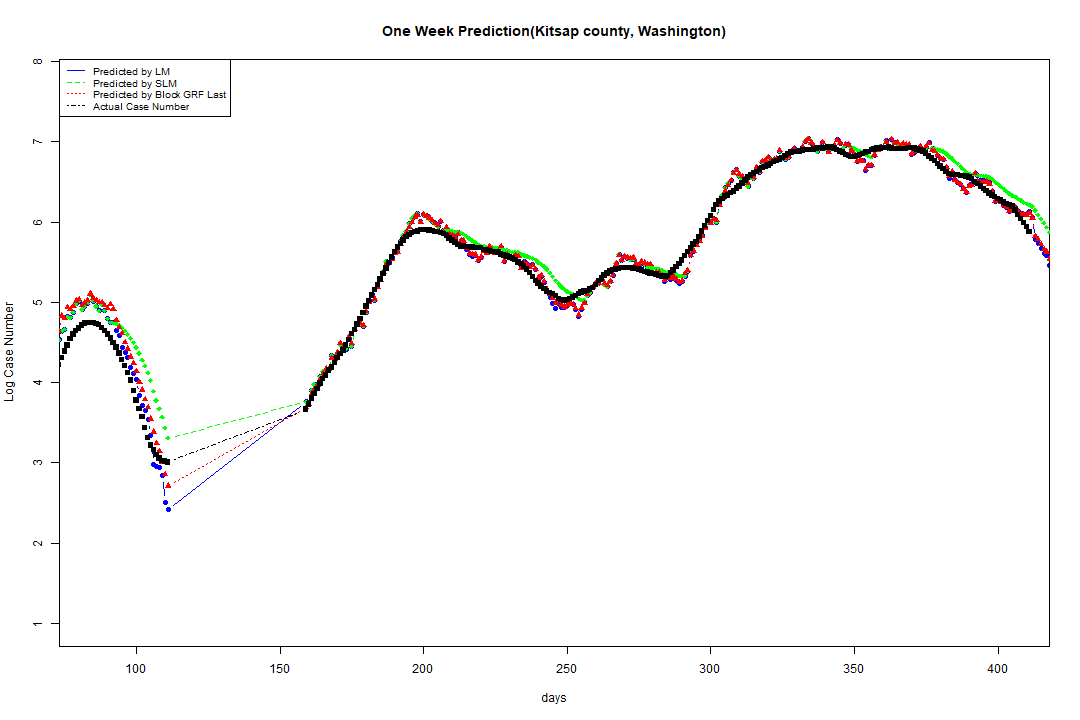 One Week Prediction(Kitsap county, Washington)
Predicted by LM
Predicted by SLM
Predicted by Block GRF Last
Actual Case Number
8
7
6
5
4
3
2
1
Log Case Number
100 150 200 250 300 350 400
days